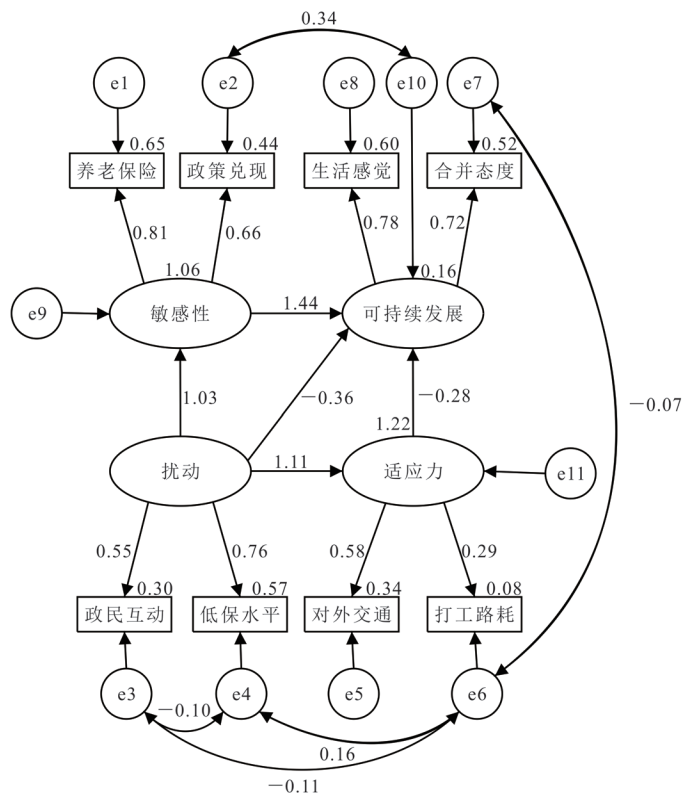 0.34
e1
e2
e8
e10
e7
0.65
0.44
0.60
0.52
养老保险
政策兑现
生活感觉
合并态度
0.81
0.66
0.78
0.72
1.06
0.16
e9
敏感性
1.44
可持续发展
1.03
-0.36
-0.28
-0.07
1.22
扰动
1.11
适应力
e11
0.55
0.76
0.58
0.29
0.30
0.57
0.34
0.08
政民互动
低保水平
对外交通
打工路耗
e3
e4
e5
e6
-0.10
0.16
-0.11